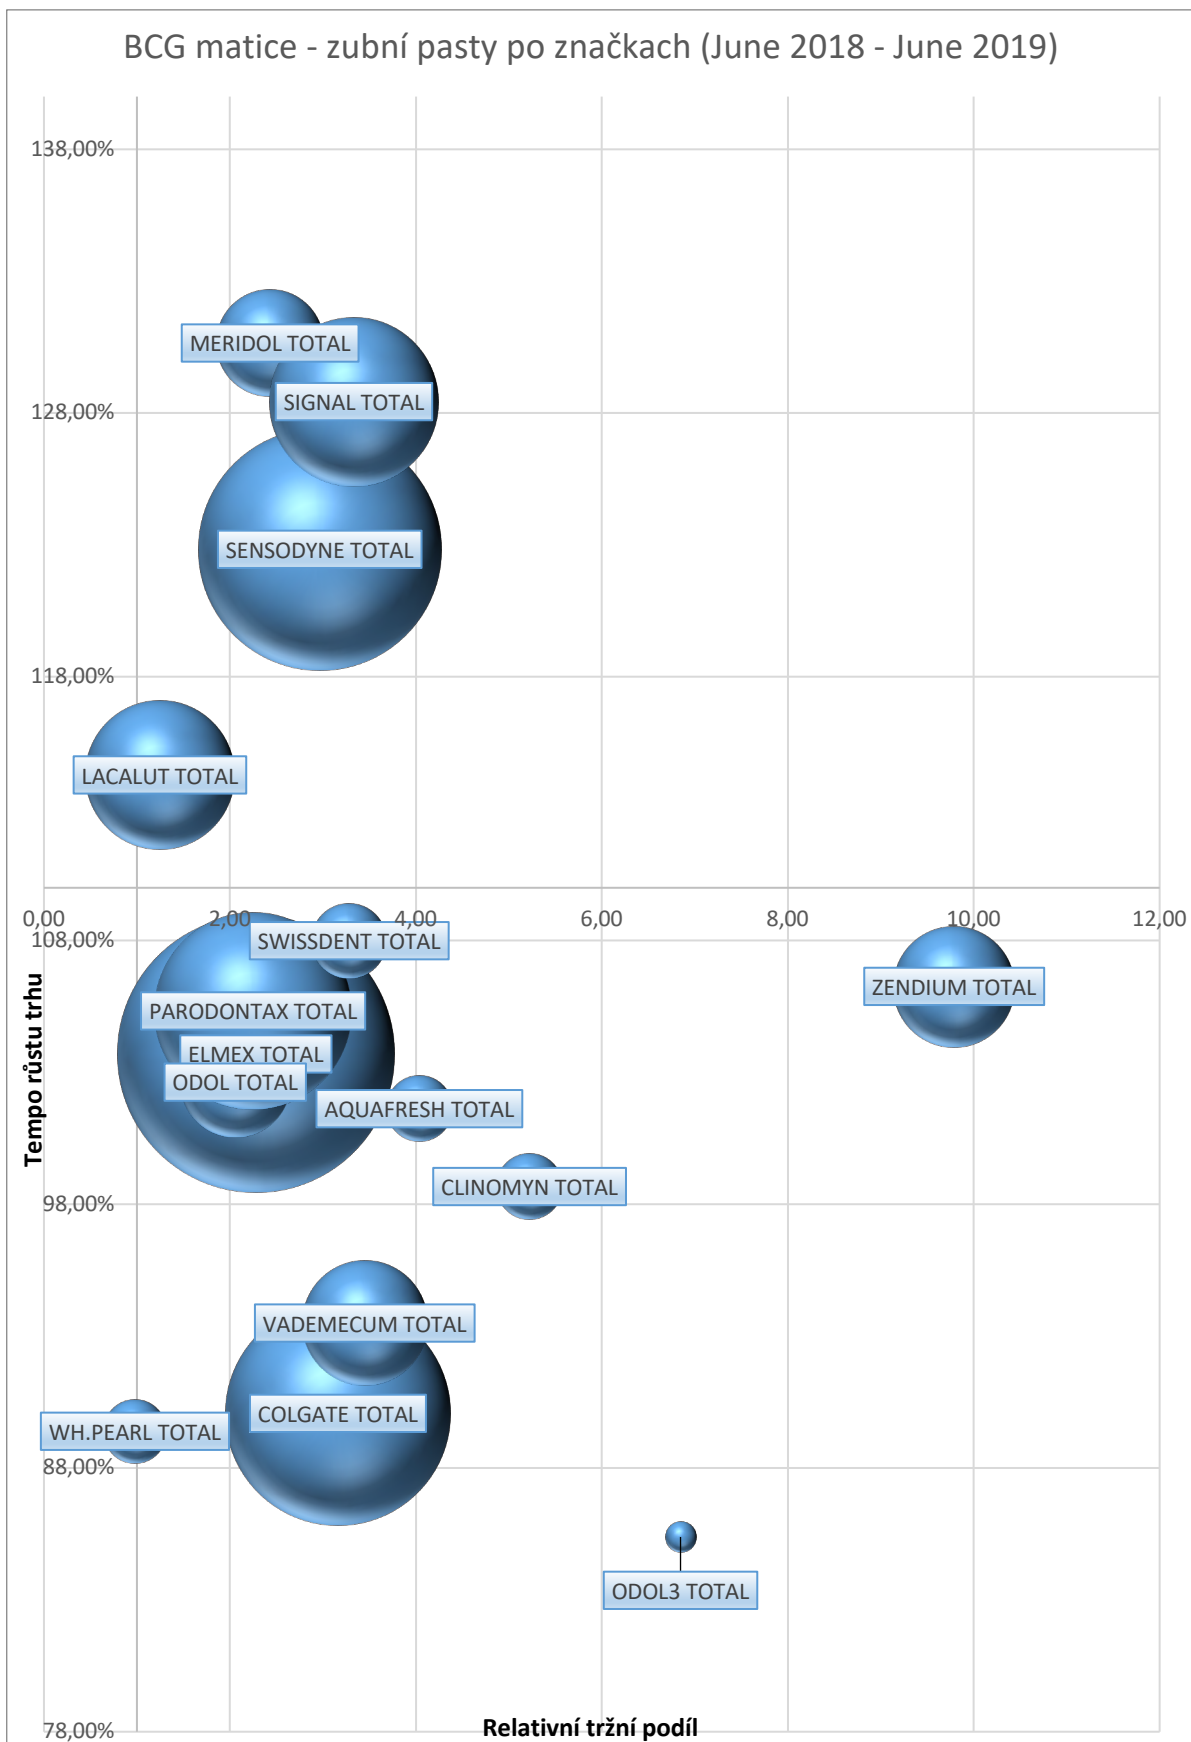 BCG matice - zubní pasty po značkach (June 2018 - June 2019)
138,00%
MERIDOL TOTAL
SIGNAL TOTAL
128,00%
SENSODYNE TOTAL
118,00%
LACALUT TOTAL
0,00 2,00 4,00 6,00 8,00 10,00 12,00
108,00%
SWISSDENT TOTAL
ZENDIUM TOTAL
PARODONTAX TOTAL
ELMEX TOTAL
ODOL TOTAL
AQUAFRESH TOTAL
Tempo růstu trhu
CLINOMYN TOTAL
98,00%
VADEMECUM TOTAL
COLGATE TOTAL
WH.PEARL TOTAL
88,00%
ODOL3 TOTAL
78,00%
Relativní tržní podíl